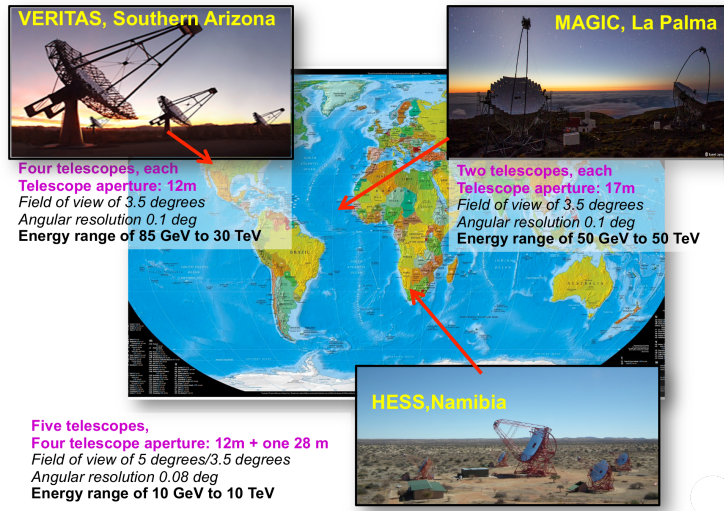 VERITAS, Southern Arizona
Four telescopes, each
Telescope aperture: 12m
Field of view of 3.5 degrees
Angular resolution 0.1 deg
Energy range of 85 GeV to 30 TeV
MAGIC, La Palma
Two telescopes, each
Telescope aperture: 17m
Field of view of 3.5 degrees
Angular resolution 0.1 deg
Energy range of 50 GeV to 50 TeV
BRAZIL
AUSTRALIA
HESS,Namibia
Five telescopes,
Four telescope aperture: 12m + one 28 m
Field of view of 5 degrees/3.5 degrees
Angular resolution 0.08 deg
Energy range of 10 GeV to 10 TeV